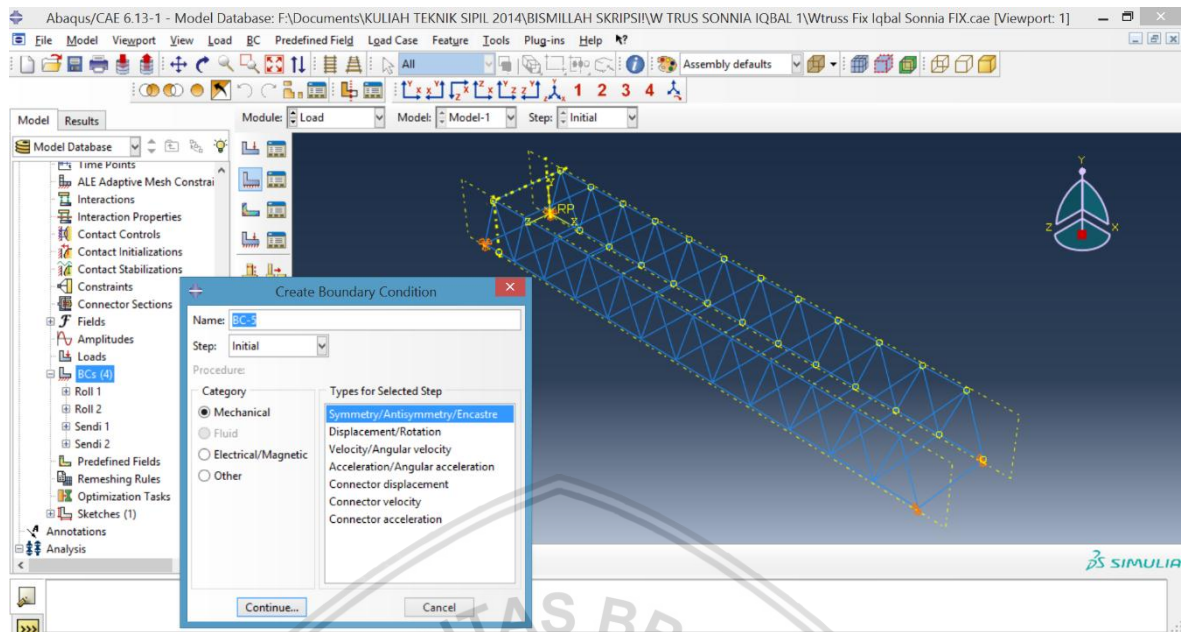 Abaqus/CAE 6.13-1 - Model Database: F:\Documents\KULIAH TEKNIK SIPIL 2014\BISMILLAH SKRIPSI!\W TRUS SONNIA IQBAL 1\Wtruss Fix Iqbal Sonnia FIX.cae [Viewport: 1]
File Model Viewport View Load BC Predefined Field Load Case Feature Tools Plug-ins Help
All Assembly defaults
1 2 3 4
Model Results Module: Load Model: Model-1 Step: Initial
Model Database
Time Points
ALE Adaptive Mesh Constrai
Interactions
Interaction Properties
Contact Controls
Contact Initializations
Contact Stabilizations
Constraints
Connector Sections
Fields
Amplitudes
Loads
BCs (4)
Roll 1
Roll 2
Sendi 1
Sendi 2
Predefined Fields
Remeshing Rules
Optimization Tasks
Sketches (1)
Annotations
Analysis
Create Boundary Condition
Name: BC-5
Step: Initial
Procedure:
Category
Mechanical
Fluid
Electrical/Magnetic
Other
Types for Selected Step
Symmetry/Antisymmetry/Encastre
Displacement/Rotation
Velocity/Angular velocity
Acceleration/Angular acceleration
Connector displacement
Connector velocity
Connector acceleration
Continue... Cancel
RP
Y
Z X
SIMULIA
TAS BR
>>>